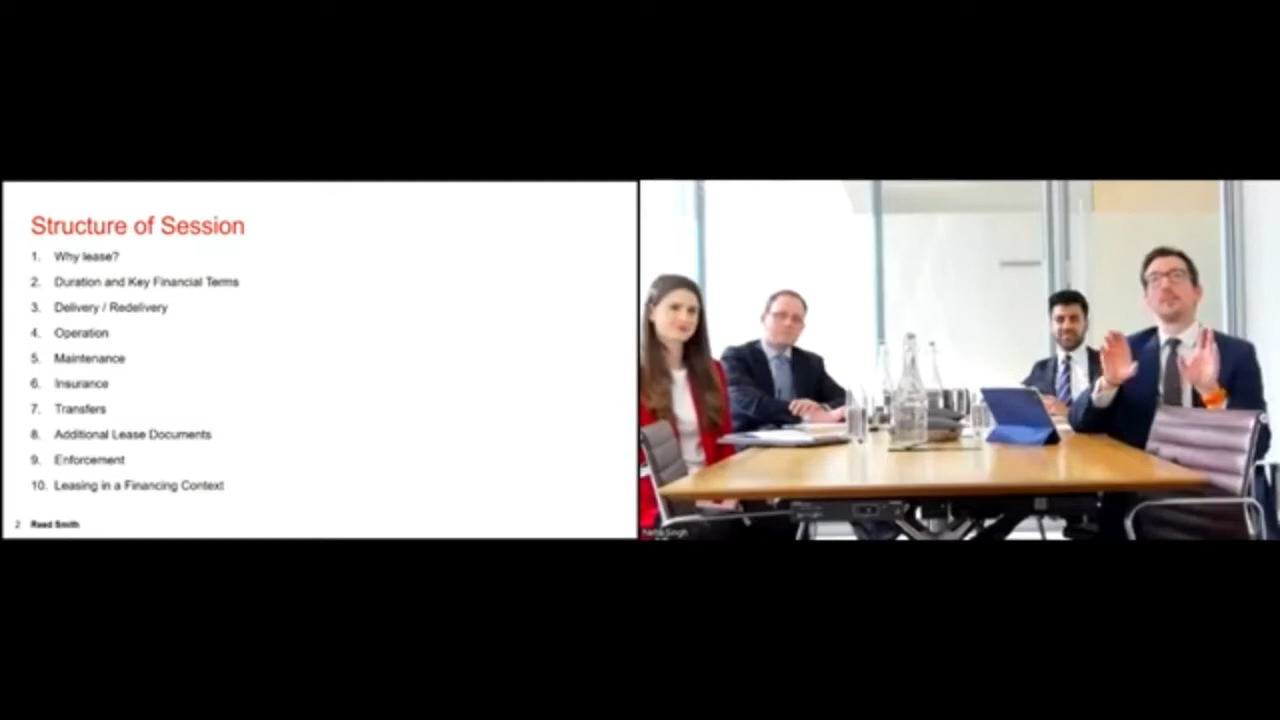 Structure of Session
1. Why lease?
2. Duration and Key Financial Terms
3. Delivery / Redelivery
4. Operation
5. Maintenance
6. Insurance
7. Transfers
8. Additional Lease Documents
9. Enforcement
10. Leasing in a Financing Context
2 Reed Smith
Singh